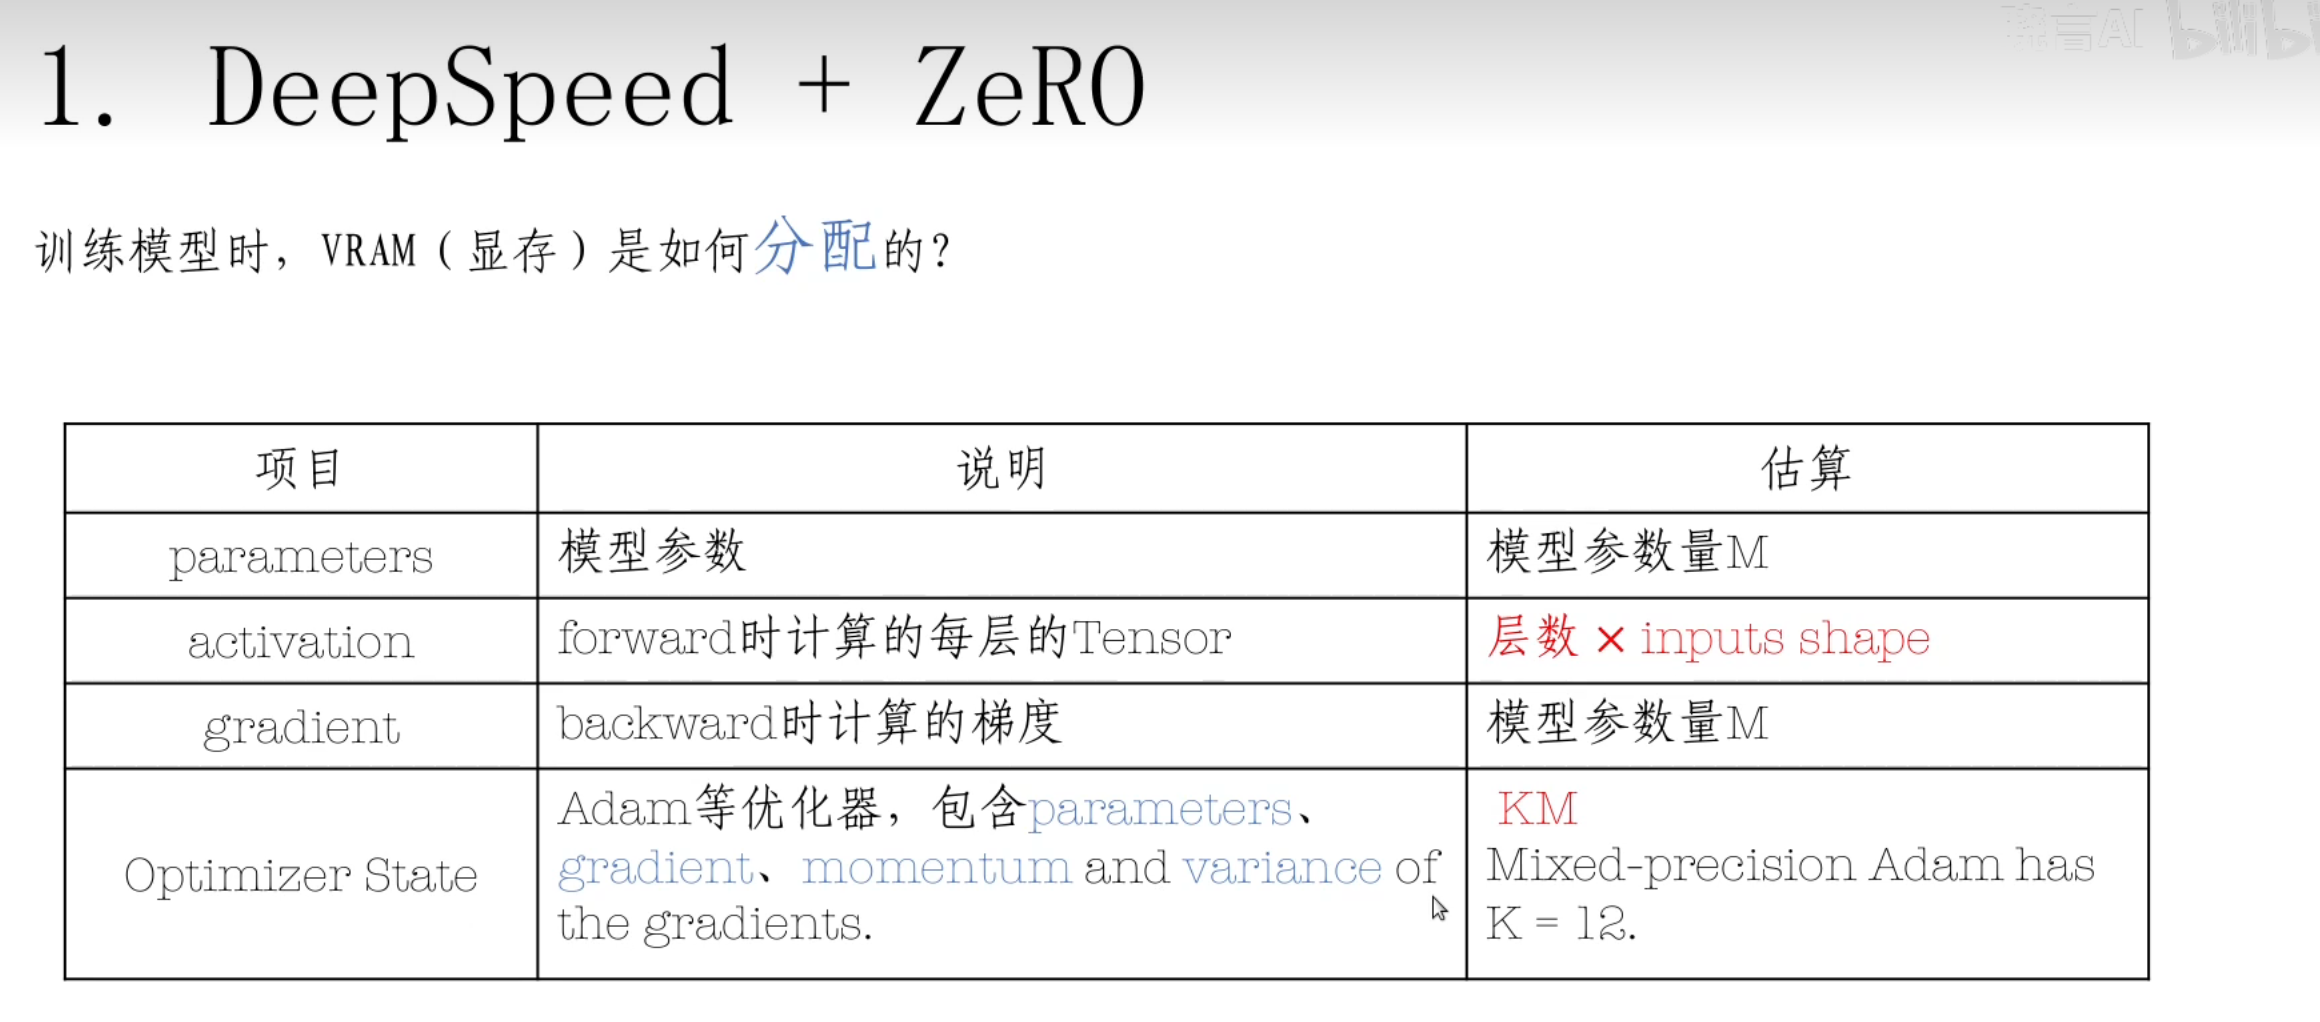 1. DeepSpeed + ZeRO
训练模型时，VRAM（显存）是如何分配的？
项目
说明
估算
parameters
模型参数
模型参数量M
activation
forward时计算的每层的Tensor
层数 × inputs shape
gradient
backward时计算的梯度
模型参数量M
Optimizer State
Adam等优化器，包含parameters、
gradient、momentum and variance of
the gradients.
KM
Mixed-precision Adam has
K = 12.